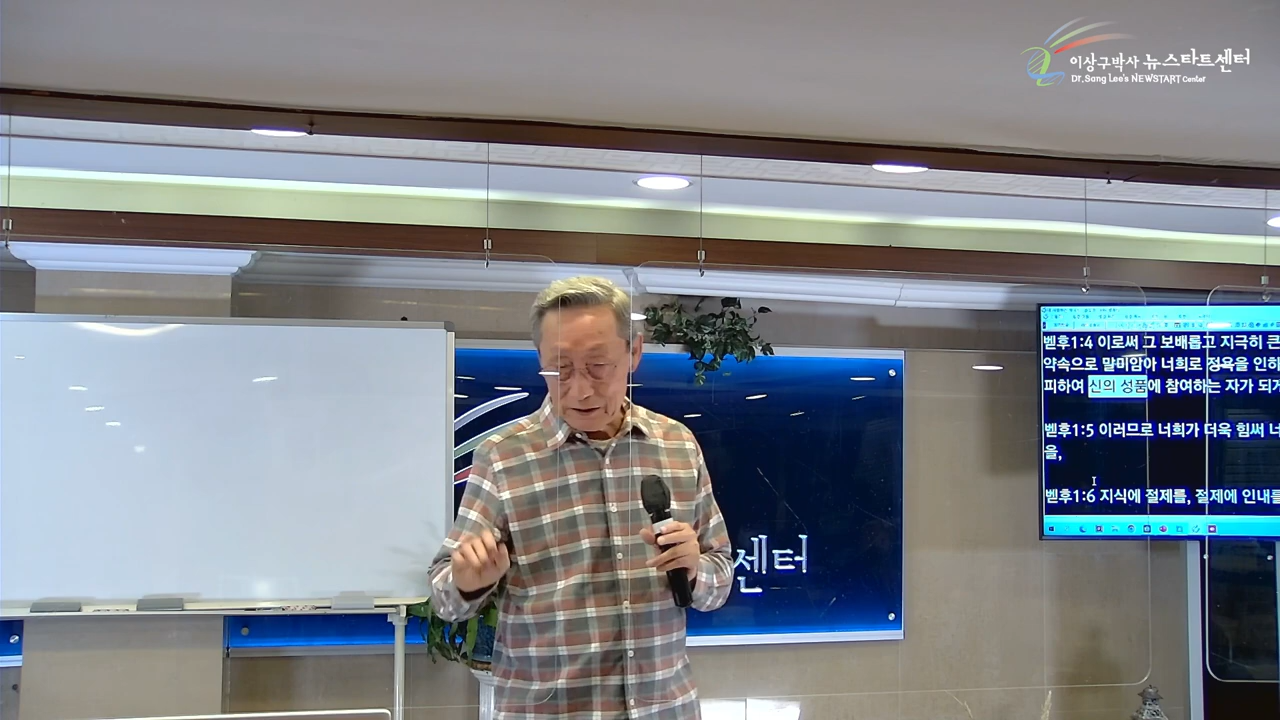 이상구박사 뉴스타트센터
Dr. Sang Lee's NEWSTART Center
벧후1:4 이로써 그 보배롭고 지극히 큰
약속으로 말미암아 너희로 정욕을 인하
피하여 신의 성품에 참여하는 자가 되게
벧후1:5 이러므로 너희가 더욱 힘써 너
을,
벧후1:6 지식에 절제를, 절제에 인내를
센터